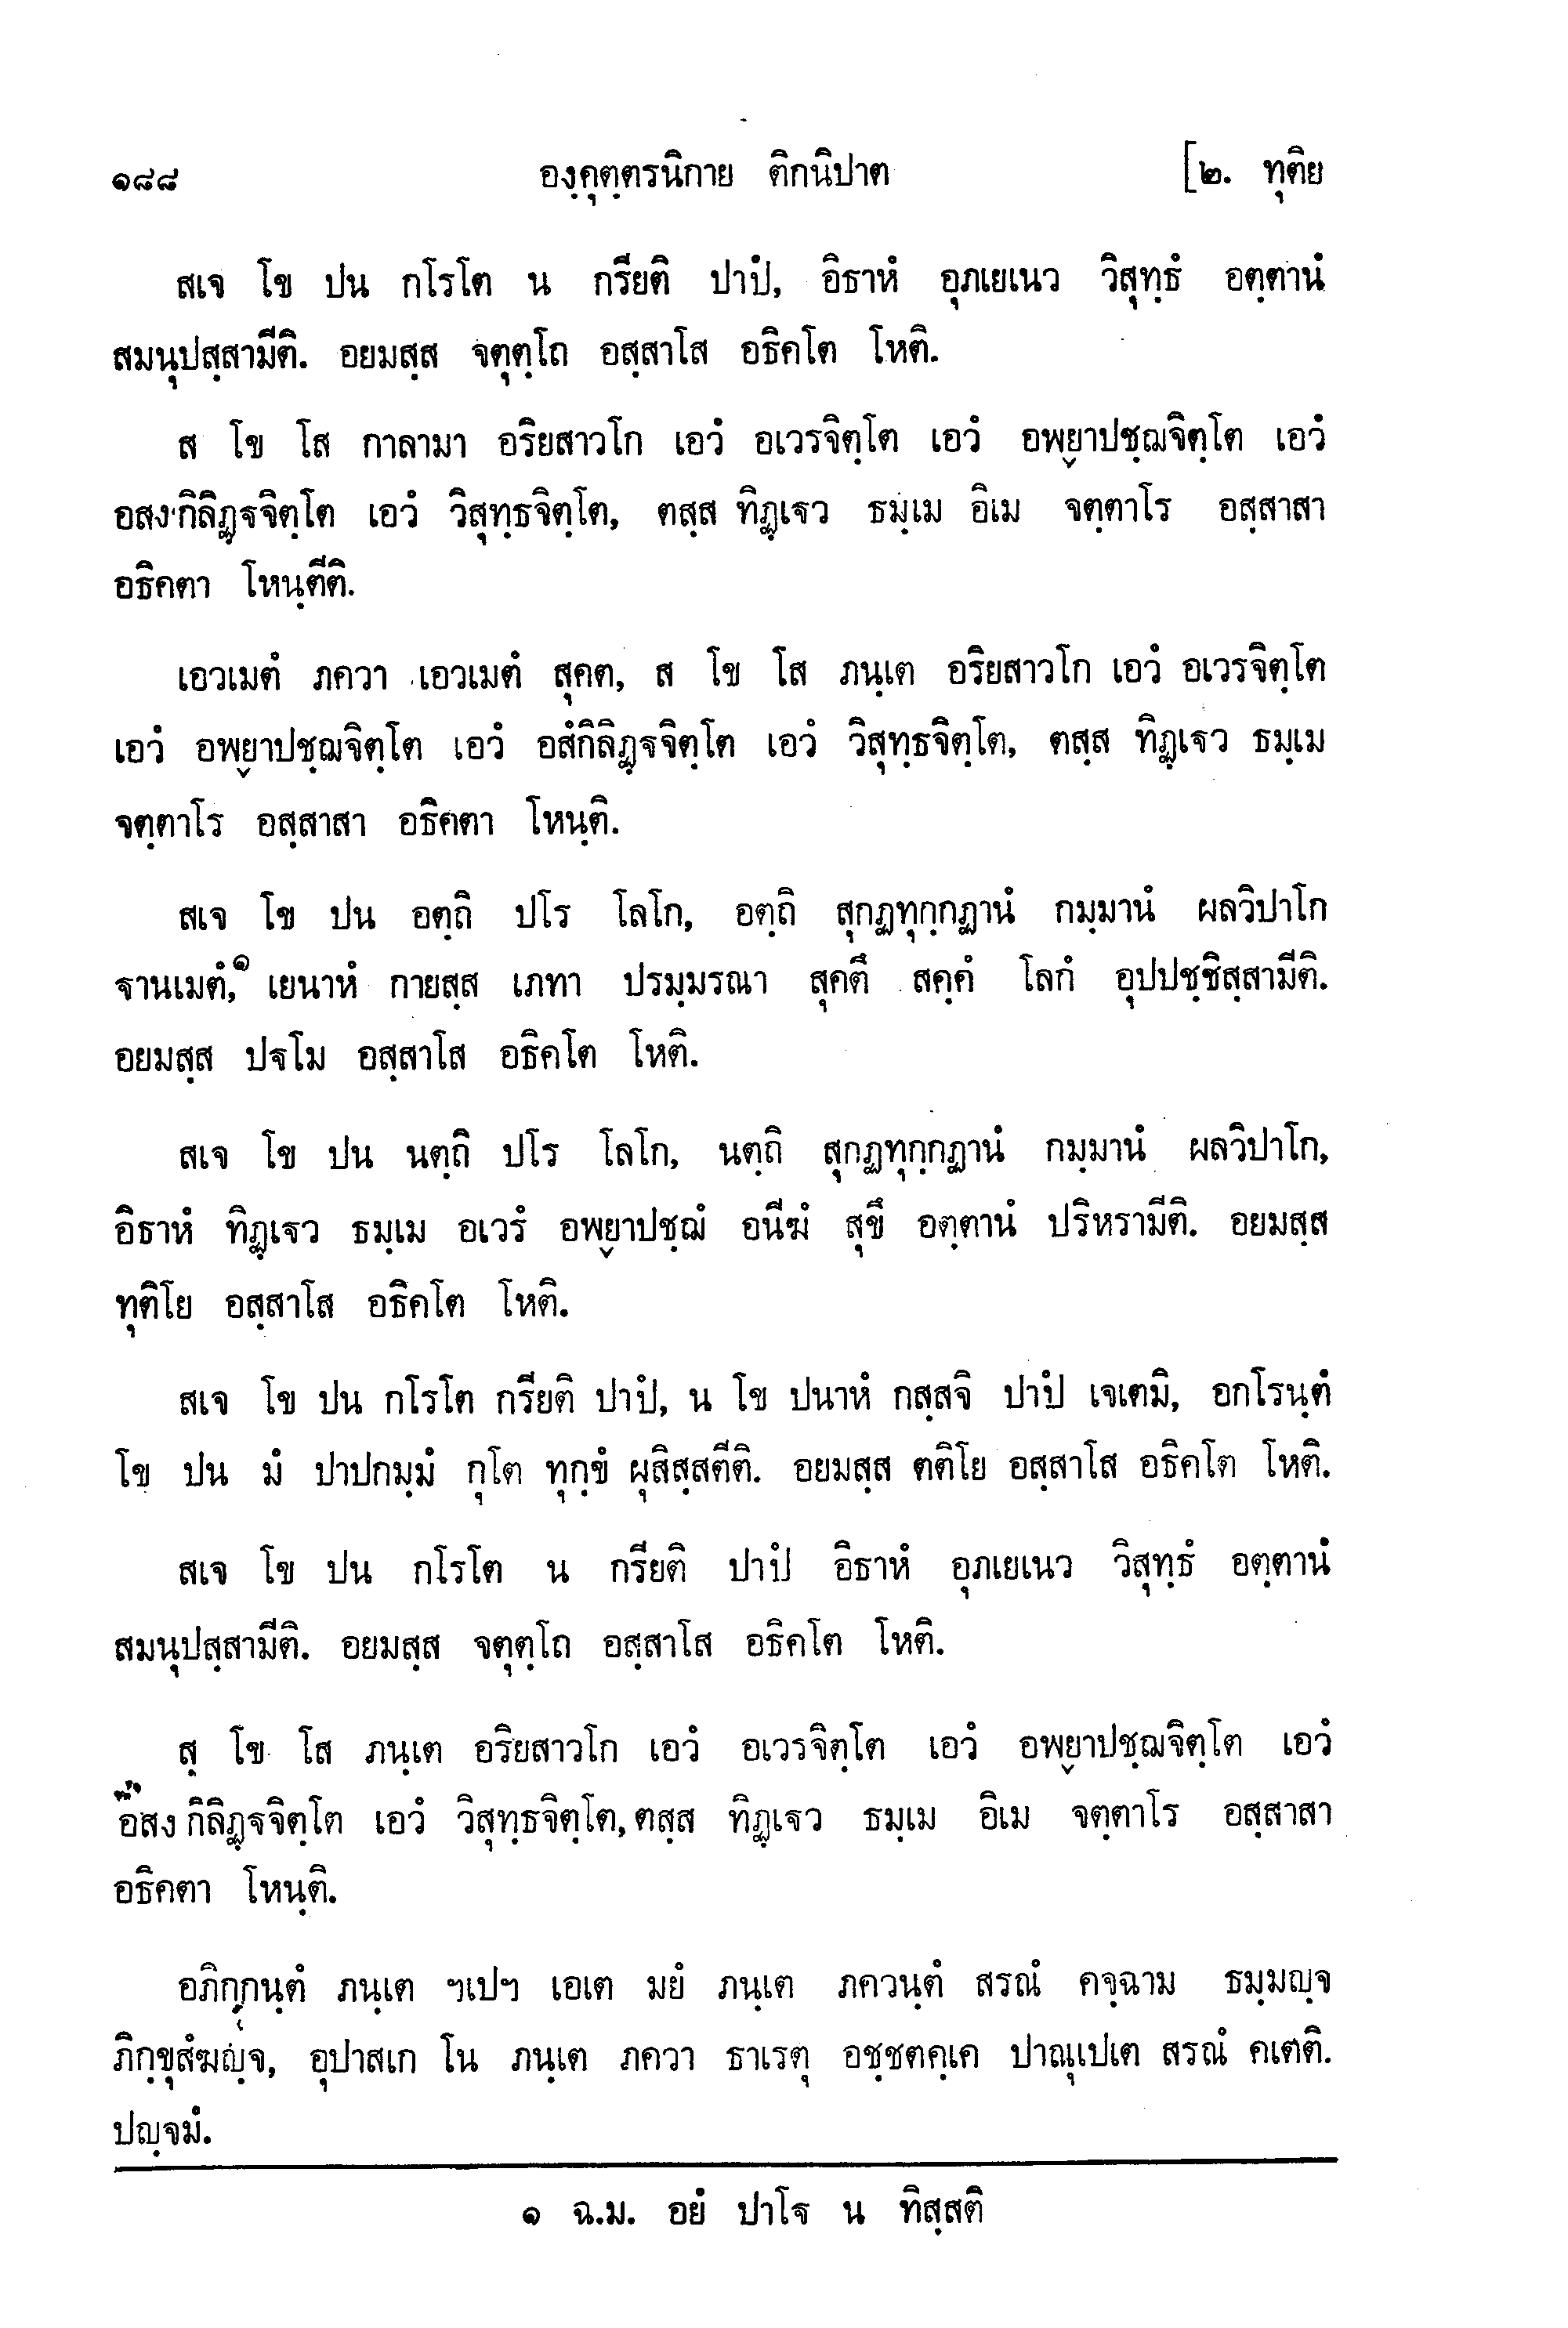 ๑๘๘ องฺคุตฺตรนิกาย ติกนิปาต [๒. ทุติย
สเจ โข ปน กโรโต น กรียติ ปาปํ, อิธาหํ อุภเยเนว วิสุทฺธํ อตฺตานํ
สมนุปสฺสามีติ. อยมสฺส จตุตฺโถ อสฺสาโส อธิคโต โหติ.
ส โข โส กาลามา อริยสาวโก เอวํ อเวรจิตฺโต เอวํ อพฺยาปชฺฌจิตฺโต เอวํ
อสงฺกิลิฏฺฐจิตฺโต เอวํ วิสุทฺธจิตฺโต, ตสฺส ทิฏฺเฐว ธมฺเม อิเม จตฺตาโร อสฺสาสา
อธิคตา โหนฺตีติ.
เอวเมตํ ภควา เอวเมตํ สุคต, ส โข โส ภนฺเต อริยสาวโก เอวํ อเวรจิตฺโต
เอวํ อพฺยาปชฺฌจิตฺโต เอวํ อสํกิลิฏฺฐจิตฺโต เอวํ วิสุทฺธจิตฺโต, ตสฺส ทิฏฺเฐว ธมฺเม
จตฺตาโร อสฺสาสา อธิคตา โหนฺติ.
สเจ โข ปน อตฺถิ ปโร โลโก, อตฺถิ สุกฏทุกฺกฏานํ กมฺมานํ ผลวิปาโก
ฐานเมตํ,๑ เยนาหํ กายสฺส เภทา ปรมฺมรณา สุคตึ สคฺคํ โลกํ อุปปชฺชิสฺสามีติ.
อยมสฺส ปฐโม อสฺสาโส อธิคโต โหติ.
สเจ โข ปน นตฺถิ ปโร โลโก, นตฺถิ สุกฏทุกฺกฏานํ กมฺมานํ ผลวิปาโก,
อิธาหํ ทิฏฺเฐว ธมฺเม อเวรํ อพฺยาปชฺฌํ อนีฆํ สุขึ อตฺตานํ ปริหรามีติ. อยมสฺส
ทุติโย อสฺสาโส อธิคโต โหติ.
สเจ โข ปน กโรโต กรียติ ปาปํ, น โข ปนาหํ กสฺสจิ ปาปํ เจเตมิ, อกโรนฺตํ
โข ปน มํ ปาปกมฺมํ กุโต ทุกฺขํ ผุสิสฺสตีติ. อยมสฺส ตติโย อสฺสาโส อธิคโต โหติ.
สเจ โข ปน กโรโต น กรียติ ปาปํ อิธาหํ อุภเยเนว วิสุทฺธํ อตฺตานํ
สมนุปสฺสามีติ. อยมสฺส จตุตฺโถ อสฺสาโส อธิคโต โหติ.
สฺ โข โส ภนฺเต อริยสาวโก เอวํ อเวรจิตฺโต เอวํ อพฺยาปชฺฌจิตฺโต เอวํ
อสงกิลิฏฺฐจิตฺโต เอวํ วิสุทฺธจิตฺโต, ตสฺส ทิฏฺเฐว ธมฺเม อิเม จตฺตาโร อสฺสาสา
อธิคตา โหนฺติ.
อภิกฺกนฺตํ ภนฺเต ฯเปฯ เอเต มยํ ภนฺเต ภควนฺตํ สรณํ คจฺฉาม ธมฺมญฺจ
ภิกฺขุสํฆญฺจ, อุปาสเก โน ภนฺเต ภควา ธาเรตุ อชฺชตคฺเค ปาณุเปเต สรณํ คเตติ.
ปญฺจมํ.
๑ ฉ.ม. อยํ ปาโฐ น ทิสฺสติ